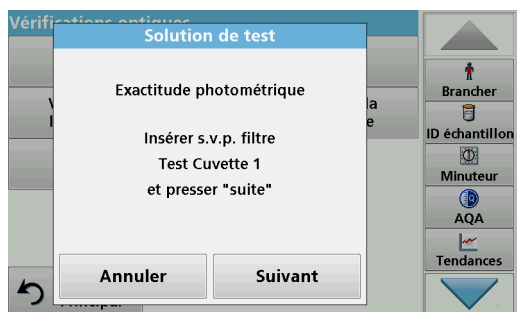 Vérifications optiques
Solution de test
Exactitude photométrique
Insérer s.v.p. filtre
Test Cuvette 1
et presser "suite"
Annuler
Suivant
Principal
Brancher
ID échantillon
Minuteur
AQA
Tendances